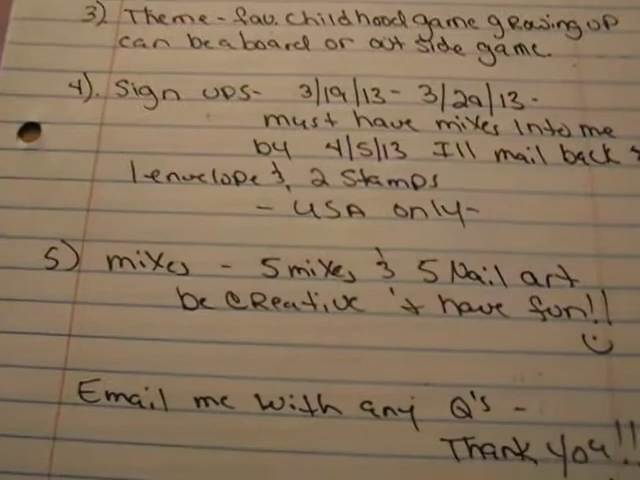 3) Theme - fav. childhood game growing up
can be a board or out side game.
4). Sign ups - 3/19/13 - 3/29/13 -
must have mixes into me
by 4/5/13 I'll mail back &
1-envelope & 2 stamps
- USA only -
5) mixes - 5 mixes & 5 Nail art
be creative & have fun!!
Email me with any Q's -
Thank you!!